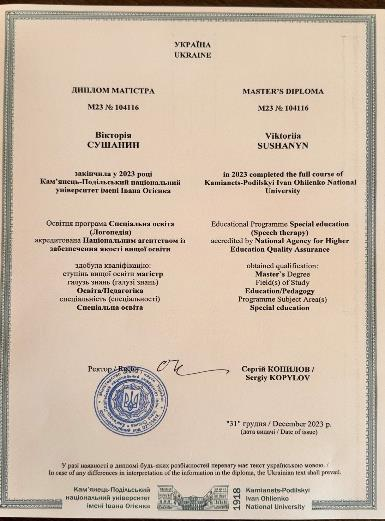 УКРАЇНА
UKRAINE
ДИПЛОМ МАГІСТРА
М23 № 104116
Вікторія
СУШАНИН
закінчила у 2023 році
Кам'янець-Подільський національний
університет імені Івана Огієнка
Освітня програма Спеціальна освіта
(Логопедія)
акредитована Національним агентством із
забезпечення якості вищої освіти
здобула кваліфікацію:
ступінь вищої освіти магістр
галузь знань (галузі знань)
Освіта/Педагогіка
спеціальність (спеціальності)
Спеціальна освіта
MASTER'S DIPLOMA
M23 № 104116
Viktoriia
SUSHANYN
in 2023 completed the full course of
Kamianets-Podilskyi Ivan Ohiienko National
University
Educational Programme Special education
(Speech therapy)
accredited by National Agency for Higher
Education Quality Assurance
obtained qualification:
Master's Degree
Field(s) of Study
Education/Pedagogy
Programme Subject Area(s)
Special education
Ректор / Rector
Сергій КОПИЛОВ /
Sergiy KOPYLOV
"31" грудня / December 2023 р.
(дата видачі / Date of issue)
У разі наявності в дипломі будь-яких розбіжностей перевагу має текст українською мовою. /
In case of any differences in interpretation of the information in the diploma, the Ukrainian text shall prevail.
Кам'янець-Подільський
національний університет
імені Івана Огієнка
1918
Kamianets-Podilskyi
Ivan Ohiienko
National University